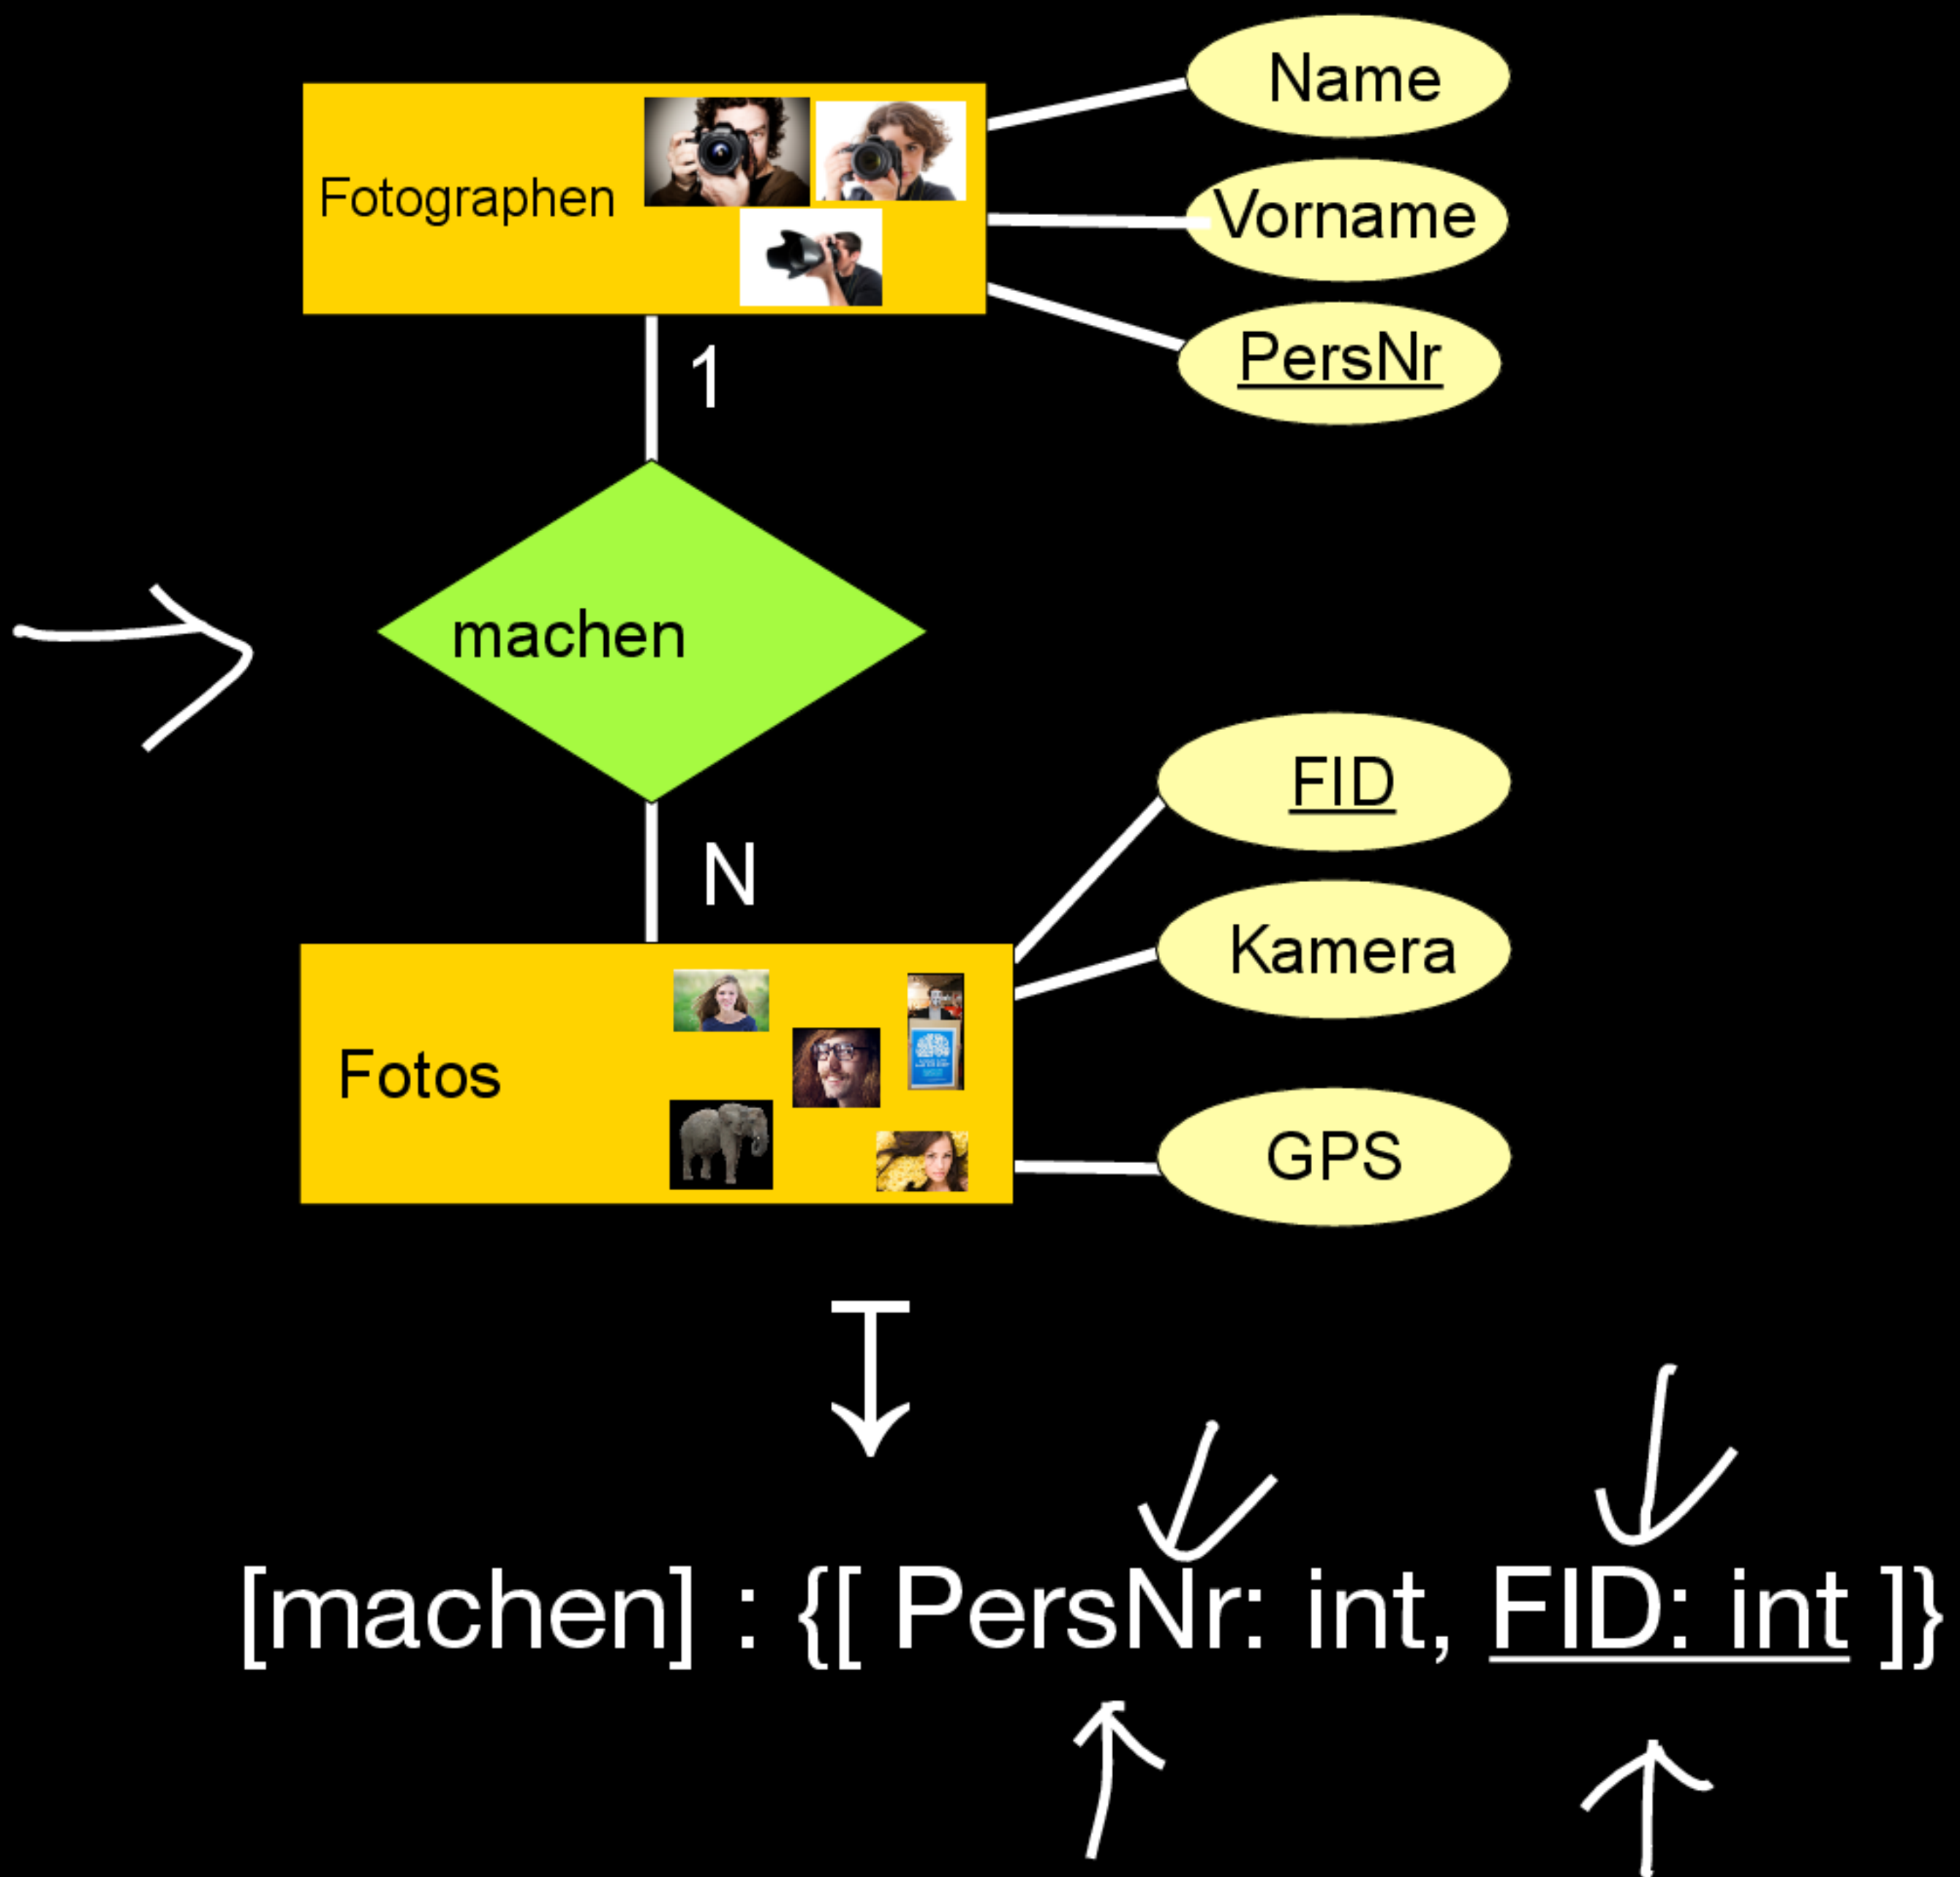 Name
Fotographen
Vorname
PersNr
1
machen
FID
N
Kamera
Fotos
GPS
[machen] : {[ PersNr: int, FID: int ]}